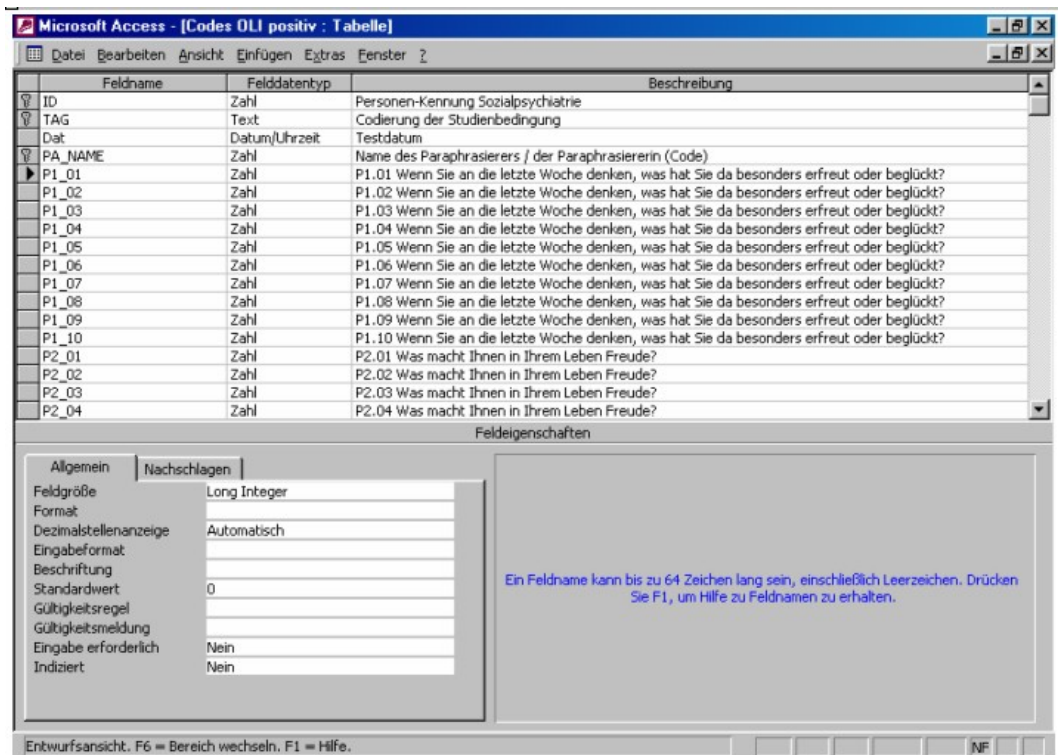 Microsoft Access - [Codes OLI positiv : Tabelle]
Datei Bearbeiten Ansicht Einfügen Extras Fenster ?
Feldname Felddatentyp Beschreibung
ID Zahl Personen-Kennung Sozialpsychiatrie
TAG Text Codierung der Studienbedingung
Dat Datum/Uhrzeit Testdatum
PA_NAME Zahl Name des Paraphrasierers / der Paraphrasiererin (Code)
P1_01 Zahl P1.01 Wenn Sie an die letzte Woche denken, was hat Sie da besonders erfreut oder beglückt?
P1_02 Zahl P1.02 Wenn Sie an die letzte Woche denken, was hat Sie da besonders erfreut oder beglückt?
P1_03 Zahl P1.03 Wenn Sie an die letzte Woche denken, was hat Sie da besonders erfreut oder beglückt?
P1_04 Zahl P1.04 Wenn Sie an die letzte Woche denken, was hat Sie da besonders erfreut oder beglückt?
P1_05 Zahl P1.05 Wenn Sie an die letzte Woche denken, was hat Sie da besonders erfreut oder beglückt?
P1_06 Zahl P1.06 Wenn Sie an die letzte Woche denken, was hat Sie da besonders erfreut oder beglückt?
P1_07 Zahl P1.07 Wenn Sie an die letzte Woche denken, was hat Sie da besonders erfreut oder beglückt?
P1_08 Zahl P1.08 Wenn Sie an die letzte Woche denken, was hat Sie da besonders erfreut oder beglückt?
P1_09 Zahl P1.09 Wenn Sie an die letzte Woche denken, was hat Sie da besonders erfreut oder beglückt?
P1_10 Zahl P1.10 Wenn Sie an die letzte Woche denken, was hat Sie da besonders erfreut oder beglückt?
P2_01 Zahl P2.01 Was macht Ihnen in Ihrem Leben Freude?
P2_02 Zahl P2.02 Was macht Ihnen in Ihrem Leben Freude?
P2_03 Zahl P2.03 Was macht Ihnen in Ihrem Leben Freude?
P2_04 Zahl P2.04 Was macht Ihnen in Ihrem Leben Freude?
Feldeigenschaften
Allgemein Nachschlagen
Feldgröße Long Integer
Format
Dezimalstellenanzeige Automatisch
Eingabeformat
Beschriftung
Standardwert 0
Gültigkeitsregel
Gültigkeitsmeldung
Eingabe erforderlich Nein
Indiziert Nein
Ein Feldname kann bis zu 64 Zeichen lang sein, einschließlich Leerzeichen. Drücken
Sie F1, um Hilfe zu Feldnamen zu erhalten.
Entwurfsansicht. F6 = Bereich wechseln. F1 = Hilfe. NF